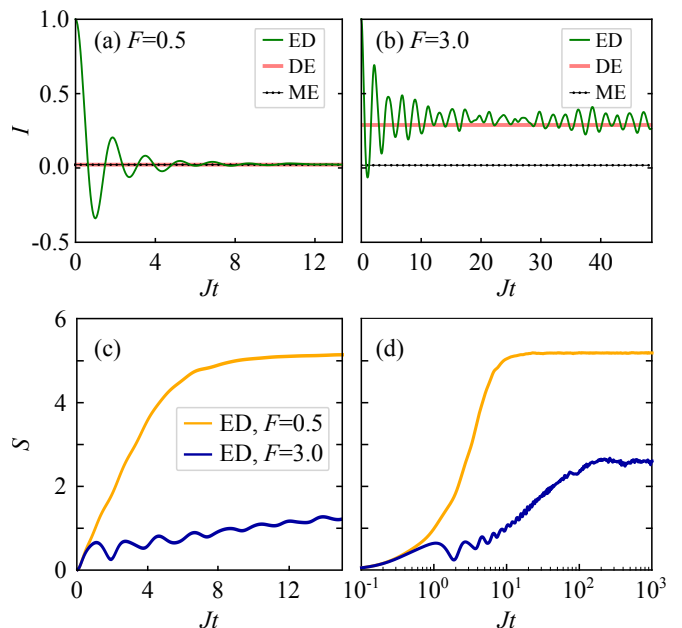 1.0
0.5
0.0
-0.5
I
(a) F=0.5
ED
DE
ME
0
4
8
12
Jt
(b) F=3.0
ED
DE
ME
0
10
20
30
40
Jt
6
4
2
0
S
(c)
ED, F=0.5
ED, F=3.0
0
4
8
12
Jt
(d)
10⁻¹
10⁰
10¹
10²
10³
Jt